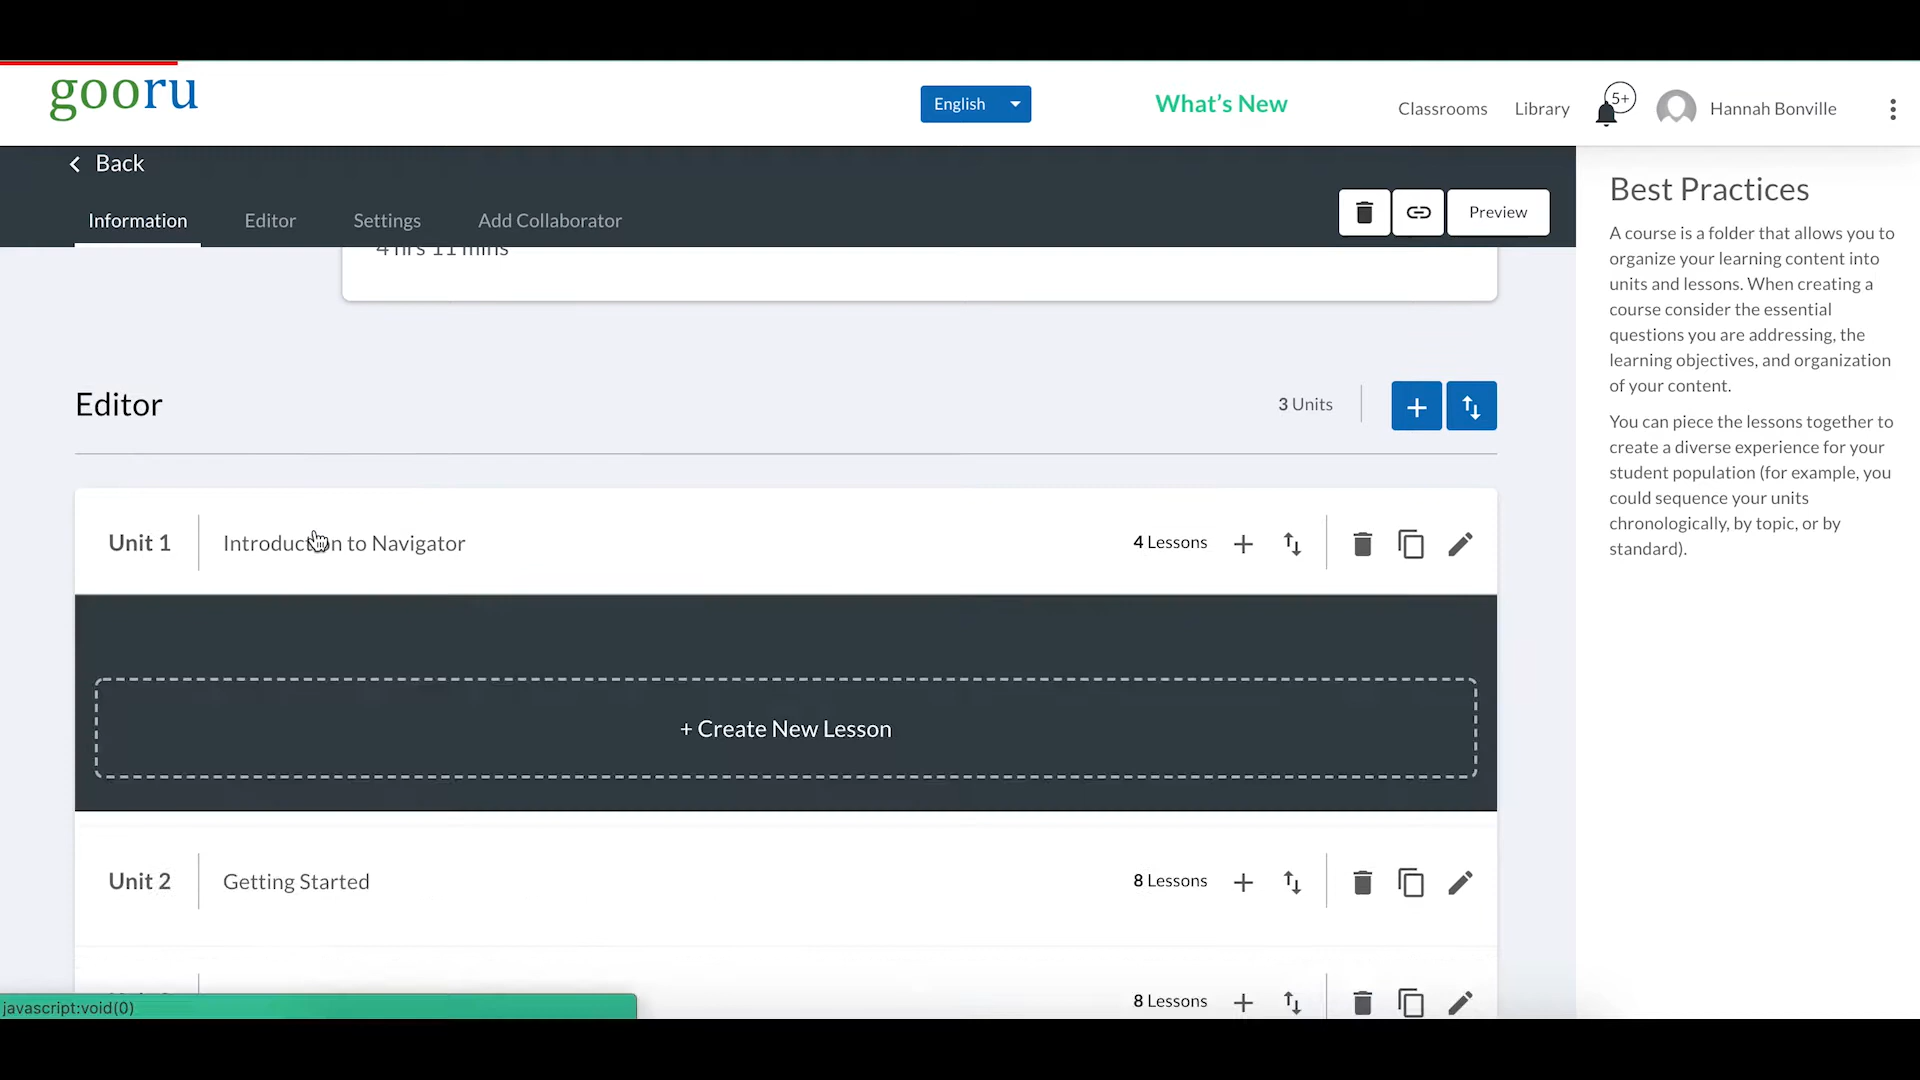 gooru
English
What's New
Classrooms
Library
5+
Hannah Bonville
Back
Information
Editor
Settings
Add Collaborator
Preview
4 hrs 11 mins
Editor
3 Units
Unit 1
Introduction to Navigator
4 Lessons
+ Create New Lesson
Unit 2
Getting Started
8 Lessons
8 Lessons
javascript:void(0)
Best Practices
A course is a folder that allows you to
organize your learning content into
units and lessons. When creating a
course consider the essential
questions you are addressing, the
learning objectives, and organization
of your content.
You can piece the lessons together to
create a diverse experience for your
student population (for example, you
could sequence your units
chronologically, by topic, or by
standard).